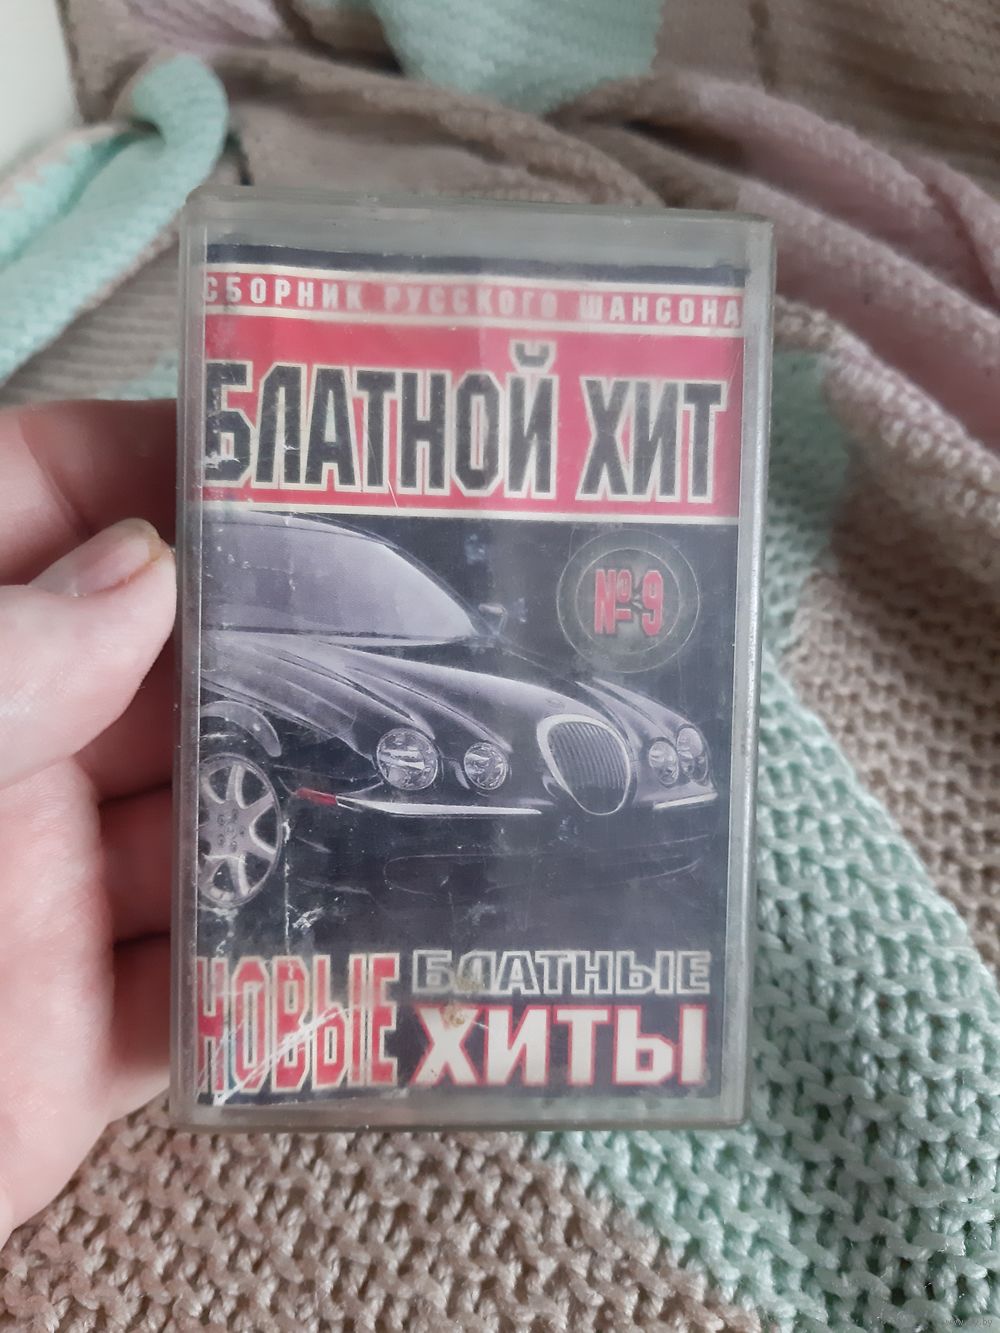 СБОРНИК РУССКОГО ШАНСОНА
БЛАТНОЙ ХИТ
№9
НОВЫЕ БЛАТНЫЕ
ХИТЫ